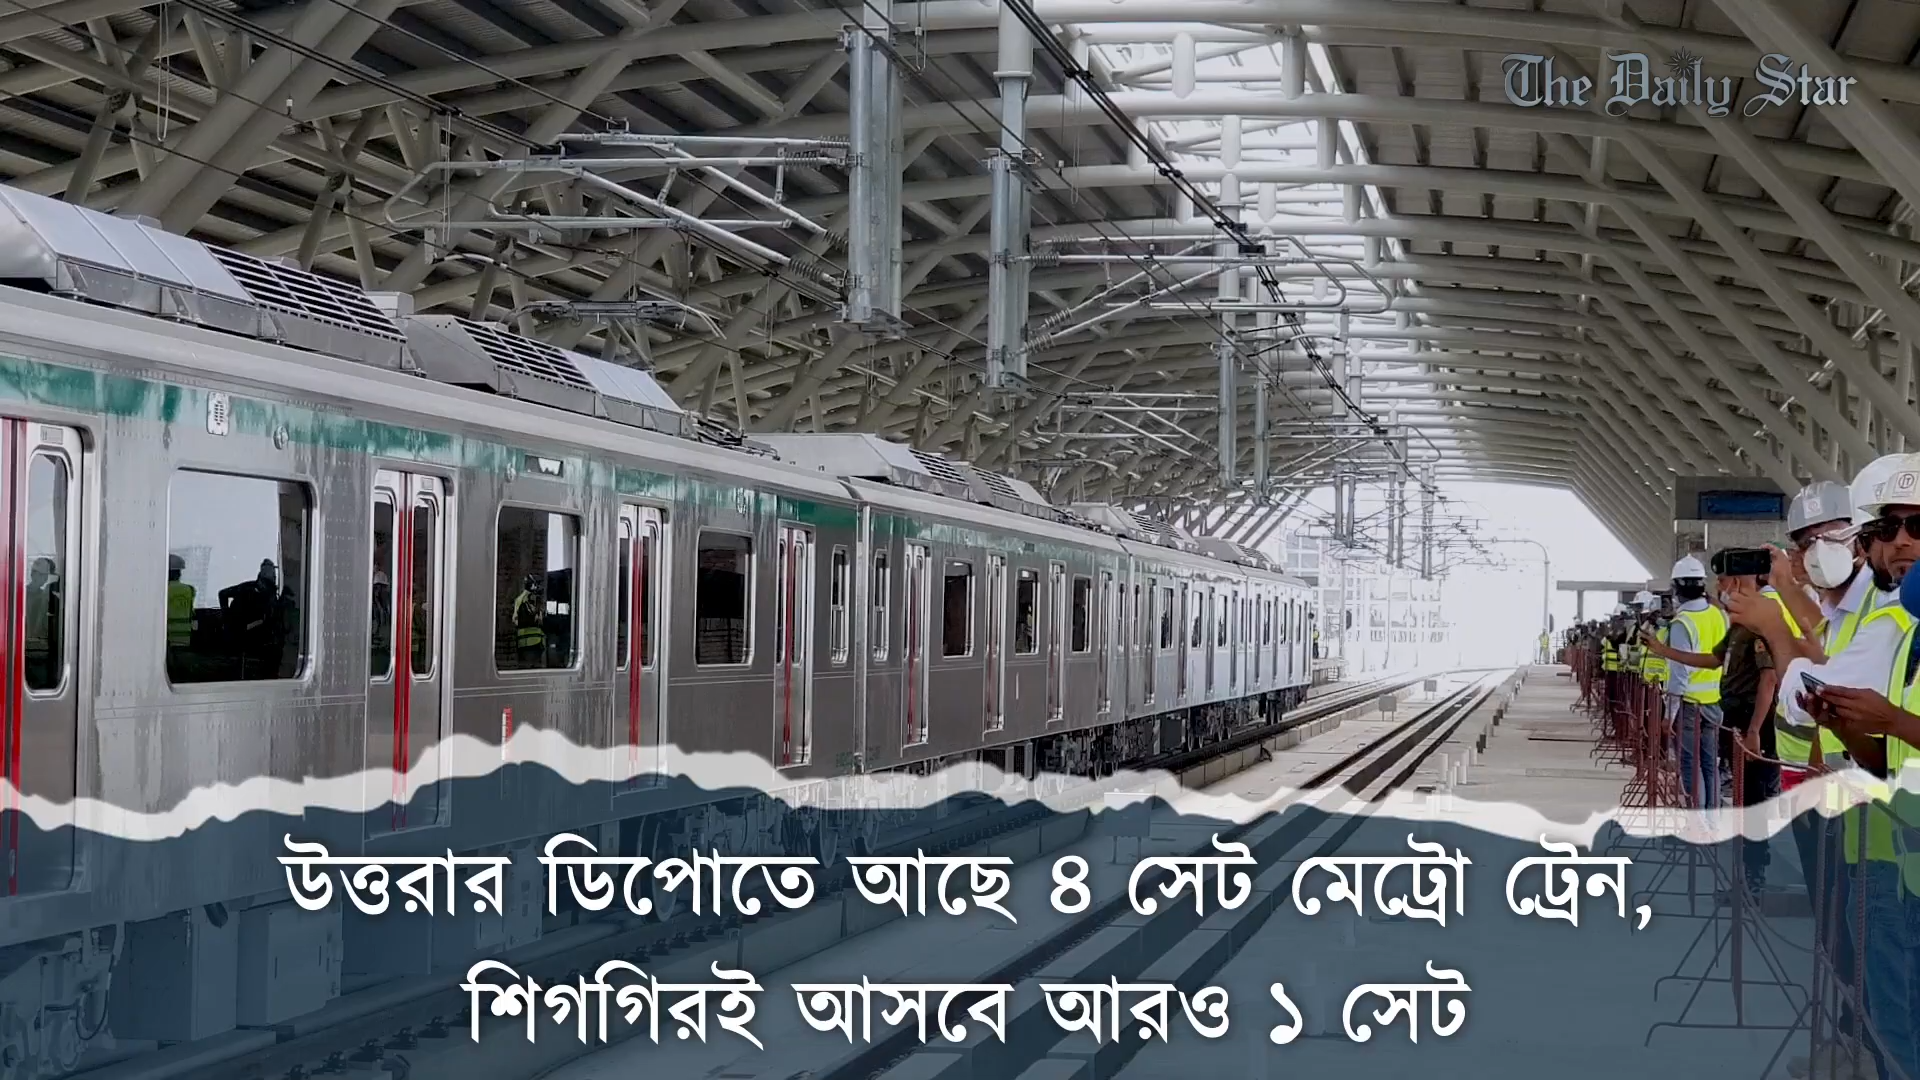 The Daily Star
উত্তরার ডিপোতে আছে ৪ সেট মেট্রো ট্রেন,
শিগগিরই আসবে আরও ১ সেট